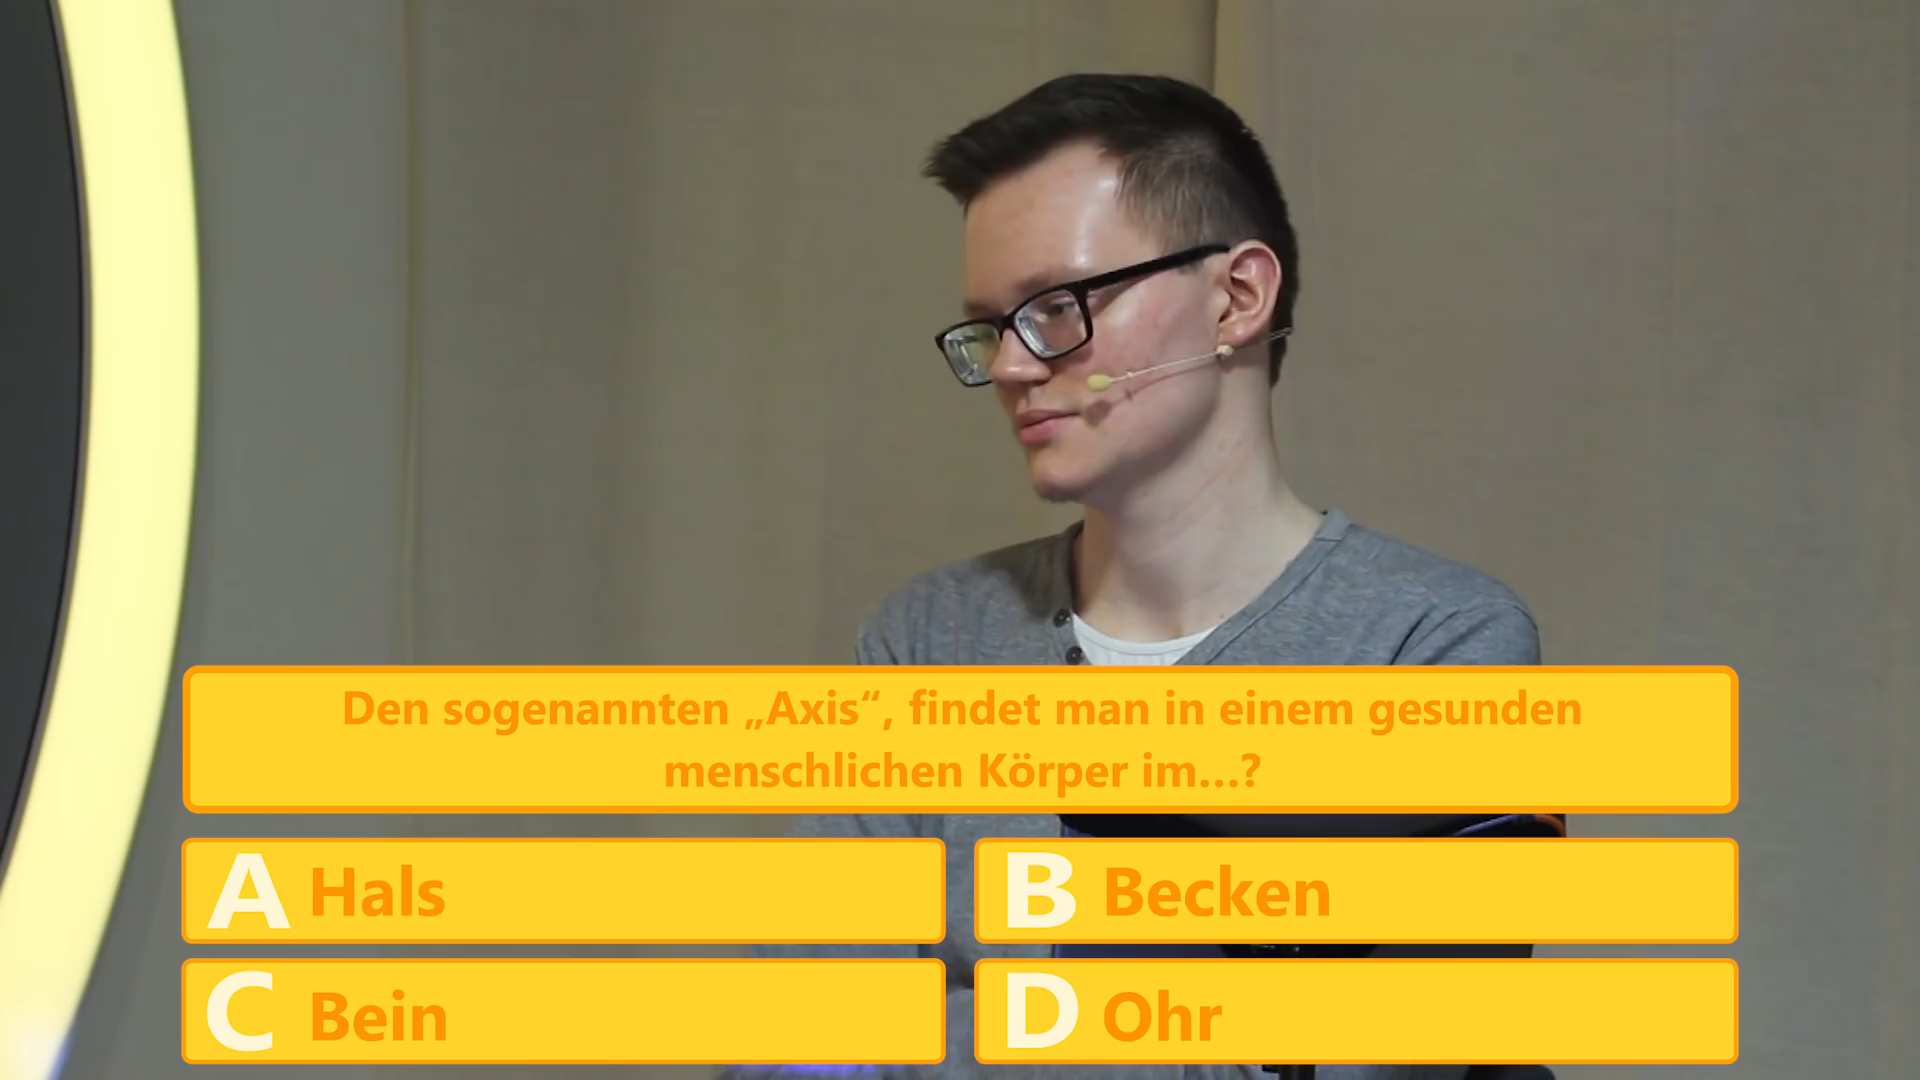 Den sogenannten „Axis“, findet man in einem gesunden
menschlichen Körper im...?
A Hals
B Becken
C Bein
D Ohr